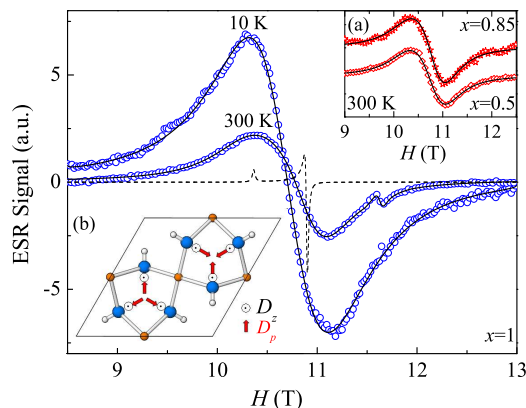 (a)
x=0.85
x=0.5
300 K
9 10 11 12
H (T)
10 K
300 K
ESR Signal (a.u.)
5
0
-5
(b)
D_z
D_p
x=1
9 10 11 12 13
H (T)